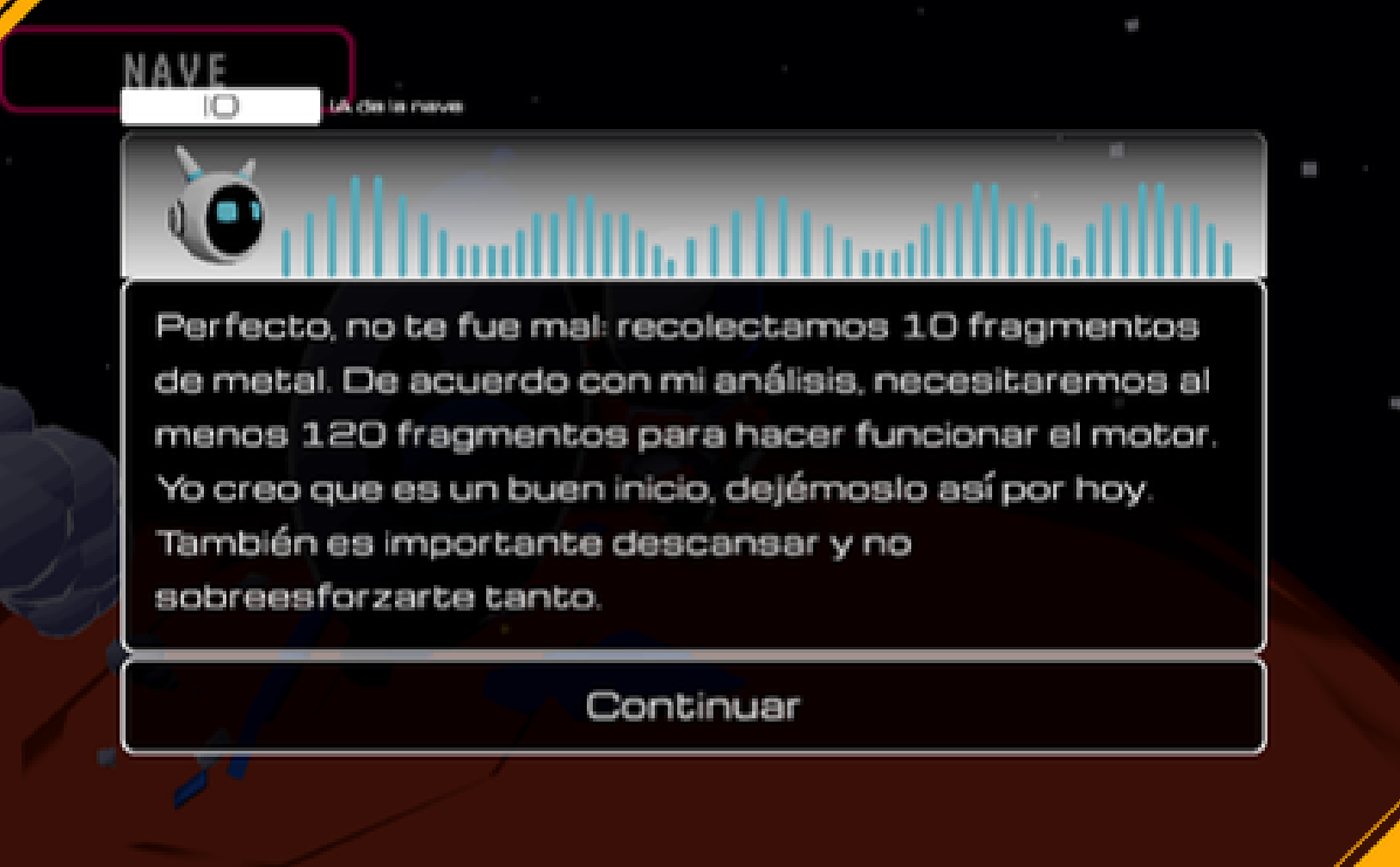 NAVE
IO
IA de la nave
Perfecto, no te fue mal: recolectamos 10 fragmentos
de metal. De acuerdo con mi análisis, necesitaremos al
menos 120 fragmentos para hacer funcionar el motor.
Yo creo que es un buen inicio, dejémoslo así por hoy.
También es importante descansar y no
sobreesforzarte tanto.
Continuar